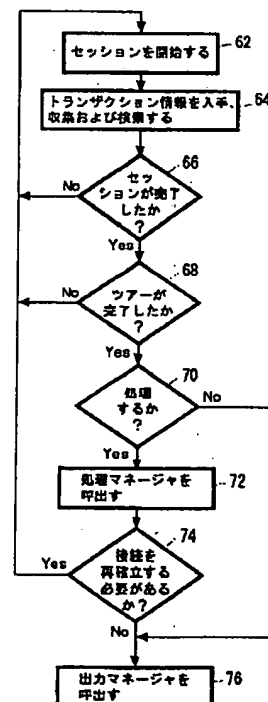 セッションを開始する
62
トランザクション情報を入手、
収集および検索する
64
セッ
ションが完了
したか
?
66
No
Yes
ツアーが
完了したか
?
68
No
Yes
処理
するか
?
70
No
Yes
処理マネージャを
呼出す
72
後続を
再確立する
必要がある
か?
74
Yes
No
出力マネージャを
呼出す
76